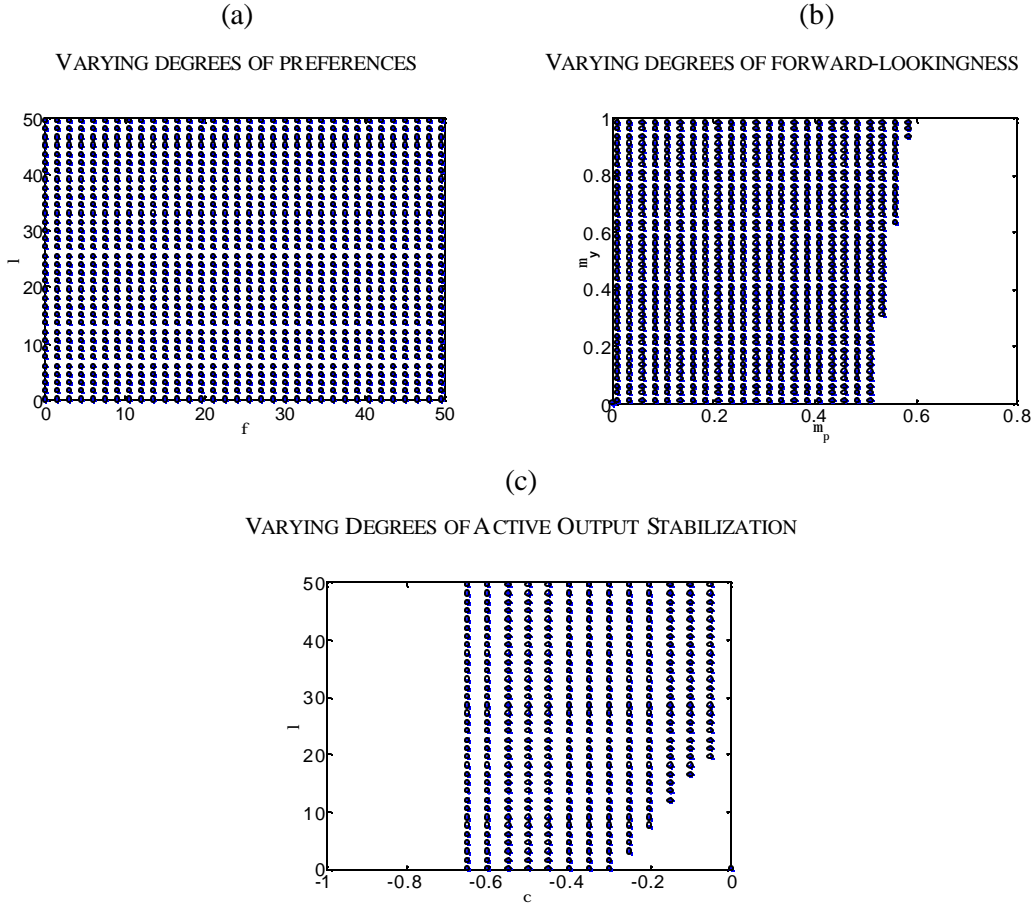 (a)
(b)
VARYING DEGREES OF PREFERENCES
VARYING DEGREES OF FORWARD-LOOKINGNESS
50
40
30
20
10
0
l
0 10 20 30 40 50
f
1
0.8
0.6
0.4
0.2
0
m_y
0 0.2 0.4 0.6 0.8
m_p
(c)
VARYING DEGREES OF ACTIVE OUTPUT STABILIZATION
50
40
30
20
10
0
l
-1 -0.8 -0.6 -0.4 -0.2 0
c